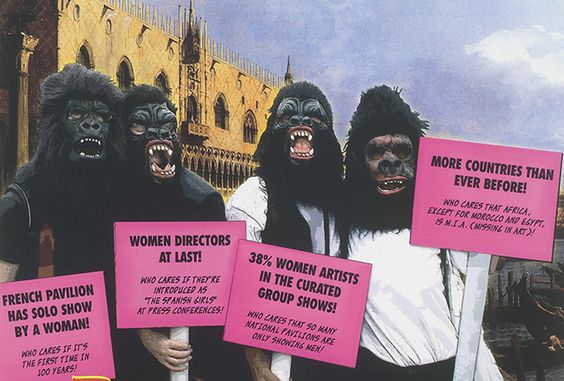 FRENCH PAVILION
HAS SOLO SHOW
BY A WOMAN!
WHO CARES IF IT'S
THE FIRST TIME IN
100 YEARS!
WOMEN DIRECTORS
AT LAST!
WHO CARES IF THEY'RE
INTRODUCED AS
"THE SPANISH GIRLS"
AT PRESS CONFERENCES!
38% WOMEN ARTISTS
IN THE CURATED
GROUP SHOWS!
WHO CARES THAT SO MANY
NATIONAL PAVILIONS ARE
ONLY SHOWING MEN!
MORE COUNTRIES THAN
EVER BEFORE!
WHO CARES THAT AFRICA,
EXCEPT FOR MOROCCO AND EGYPT,
IS M.I.A. (MISSING IN ART)!